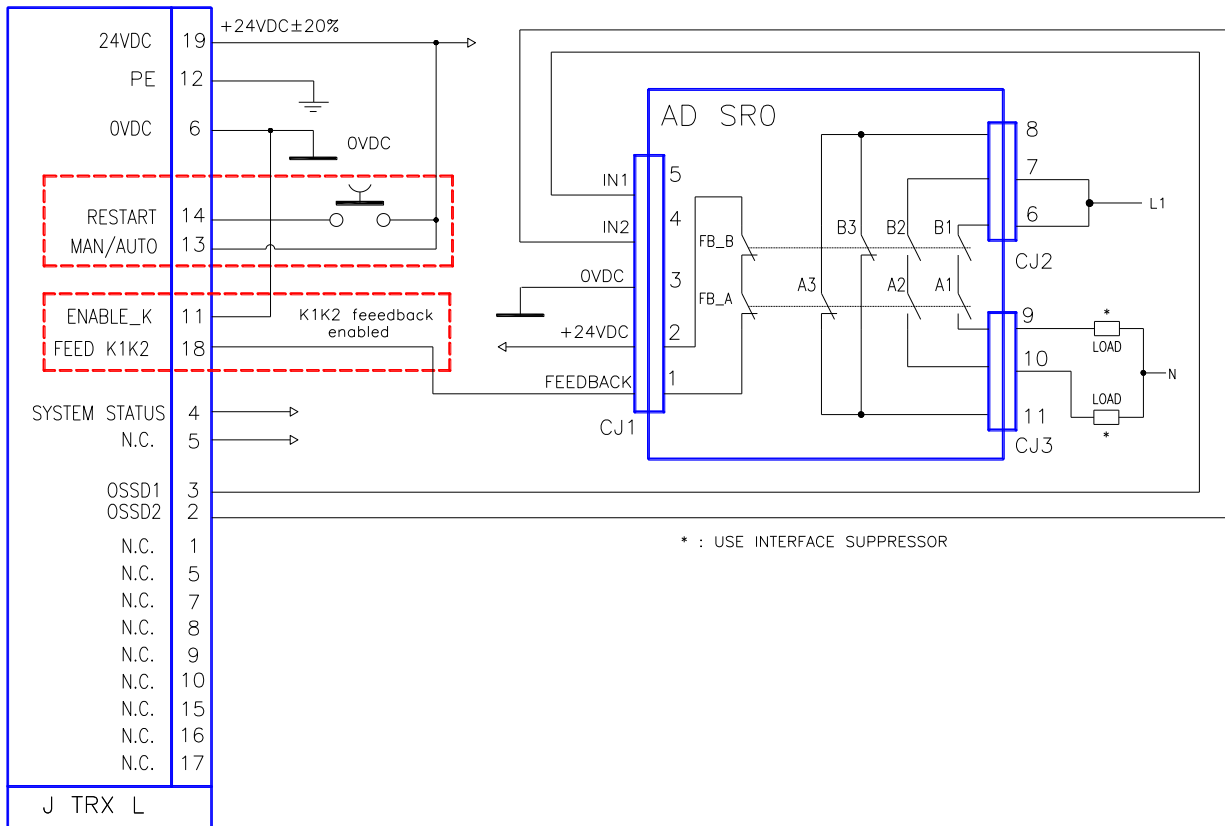 +24VDC±20%
24VDC 19
PE 12
0VDC 6
0VDC
RESTART 14
MAN/AUTO 13
ENABLE_K 11
K1K2 feeedback
enabled
FEED K1K2 18
SYSTEM STATUS 4
N.C. 5
OSSD1 3
OSSD2 2
N.C. 1
N.C. 5
N.C. 7
N.C. 8
N.C. 9
N.C. 10
N.C. 15
N.C. 16
N.C. 17
J TRX L
AD SR0
IN1 5
IN2 4
0VDC 3
+24VDC 2
FEEDBACK 1
CJ1
FB_B
FB_A
B3 B2 B1
A3 A2 A1
8
7
6
L1
CJ2
9
10
11
CJ3
*
LOAD
N
LOAD
*
* : USE INTERFACE SUPPRESSOR